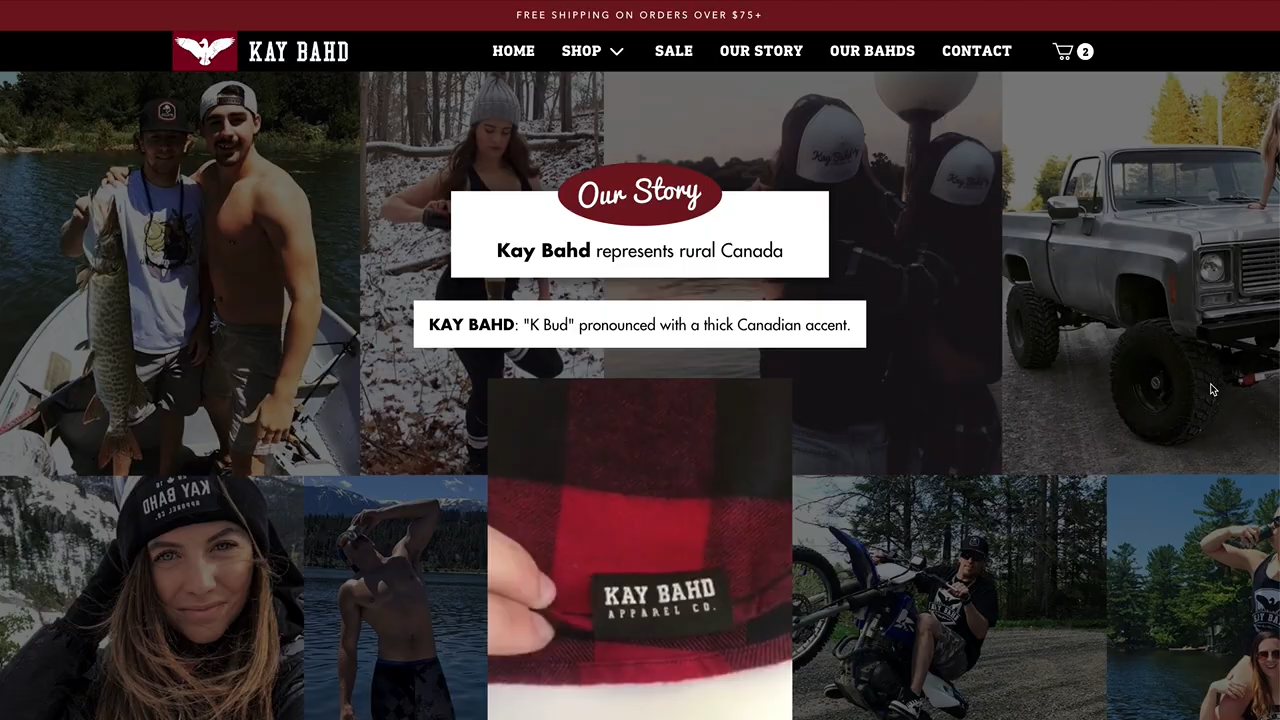 FREE SHIPPING ON ORDERS OVER $75+
KAY BAHD
HOME SHOP SALE OUR STORY OUR BAHDS CONTACT 2
Our Story
Kay Bahd represents rural Canada
KAY BAHD: "K Bud" pronounced with a thick Canadian accent.
KAY BAHD
APPAREL CO.
KAY BAHD
APPAREL CO.